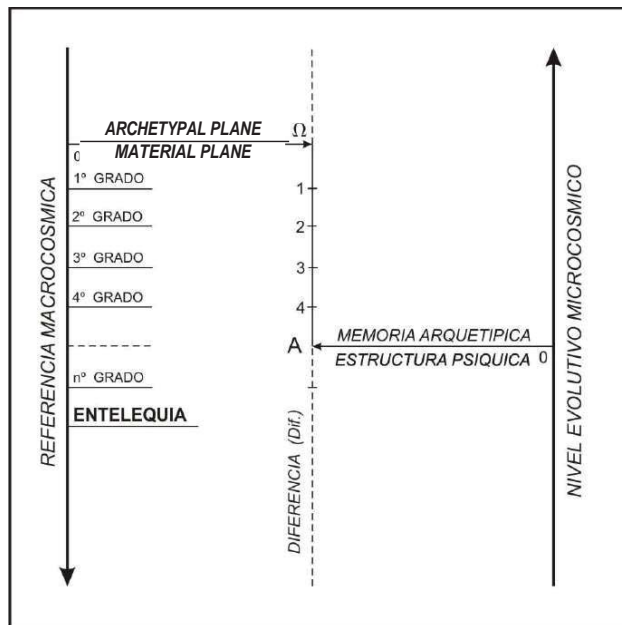 ARCHETYPAL PLANE
Ω
0
MATERIAL PLANE
1º GRADO
1
2º GRADO
2
3º GRADO
3
4º GRADO
4
A
MEMORIA ARQUETIPICA
ESTRUCTURA PSIQUICA
0
nº GRADO
ENTELEQUIA
REFERENCIA MACROCOSMICA
DIFERENCIA (Dif.)
NIVEL EVOLUTIVO MICROCOSMICO